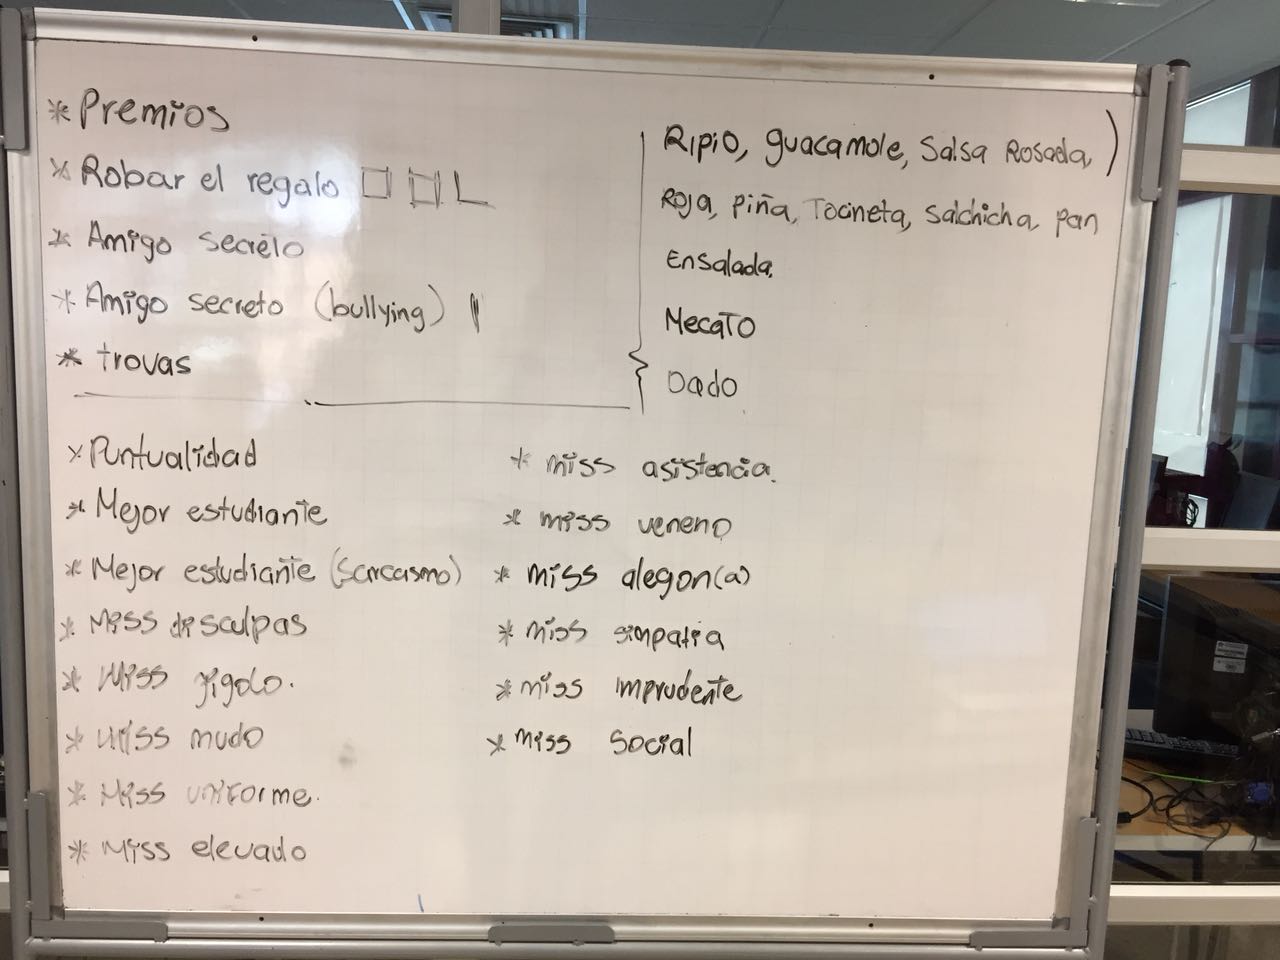 * Premios
* Robar el regalo
* Amigo secreto
* Amigo secreto (bullying)
* trovas
Ripio, guacamole, Salsa Rosada,
Roja, piña, Tocineta, salchicha, pan
Ensalada.
Mecato
Dado
* Puntualidad
* Mejor estudiante
* Mejor estudiante (sarcasmo)
* Miss disculpas
* Miss jigolo.
* Miss mudo
* Miss uniforme.
* Miss elevado
* miss asistencia.
* miss veneno
* miss alegon(a)
* miss simpatia
* miss imprudente
* miss social